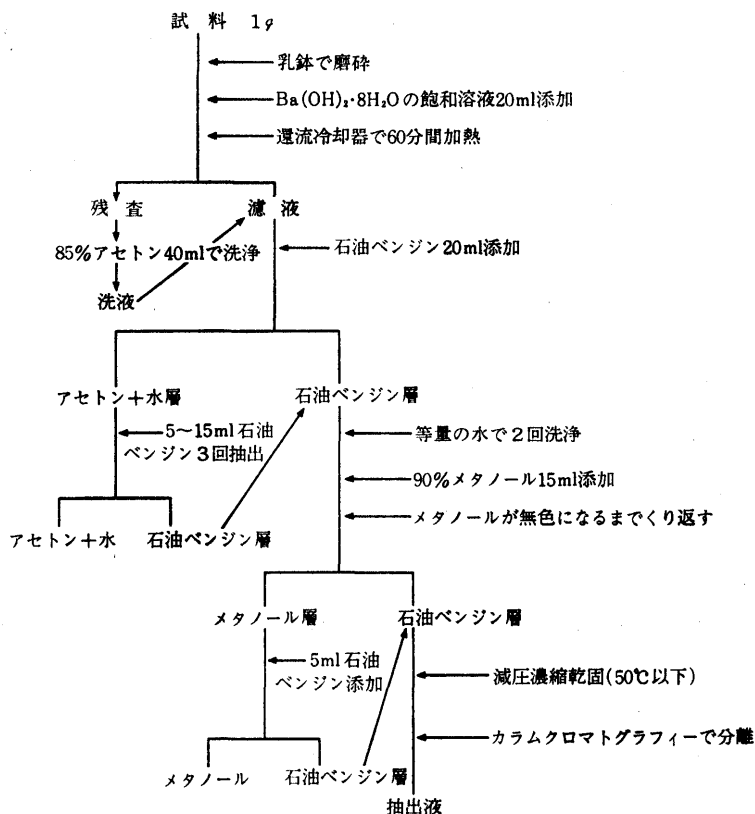 試料 1g
乳鉢で磨砕
Ba(OH)₂·8H₂Oの飽和溶液20ml添加
還流冷却器で60分間加熱
残査
濾液
85%アセトン40mlで洗浄
石油ベンジン20ml添加
洗液
アセトン+水層
石油ベンジン層
5~15ml石油
ベンジン3回抽出
等量の水で2回洗浄
90%メタノール15ml添加
メタノールが無色になるまでくり返す
アセトン+水
石油ベンジン層
メタノール層
石油ベンジン層
5ml石油
ベンジン添加
減圧濃縮乾固(50℃以下)
カラムクロマトグラフィーで分離
メタノール
石油ベンジン層
抽出液